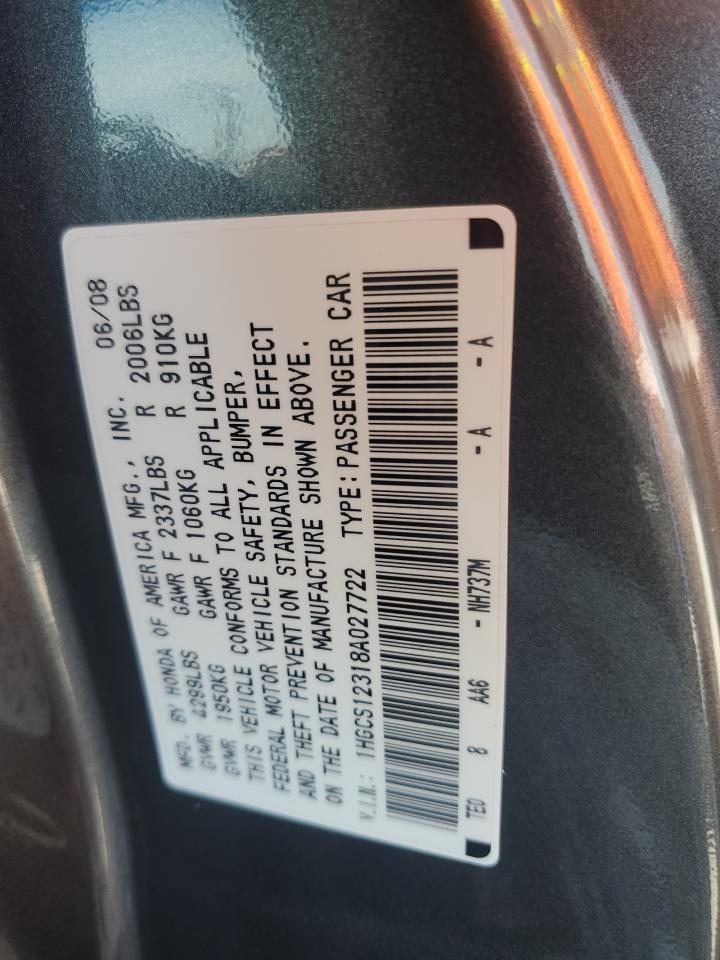 MFD. BY HONDA OF AMERICA MFG., INC. 06/08
GVWR 4299LBS GAWR F 2337LBS R 2006LBS
GVWR 1950KG GAWR F 1060KG R 910KG
THIS VEHICLE CONFORMS TO ALL APPLICABLE
FEDERAL MOTOR VEHICLE SAFETY, BUMPER,
AND THEFT PREVENTION STANDARDS IN EFFECT
ON THE DATE OF MANUFACTURE SHOWN ABOVE.
V.I.N.: 1HGCS12318A027722 TYPE:PASSENGER CAR
TE0 8 AA6 - NH737M - A - A